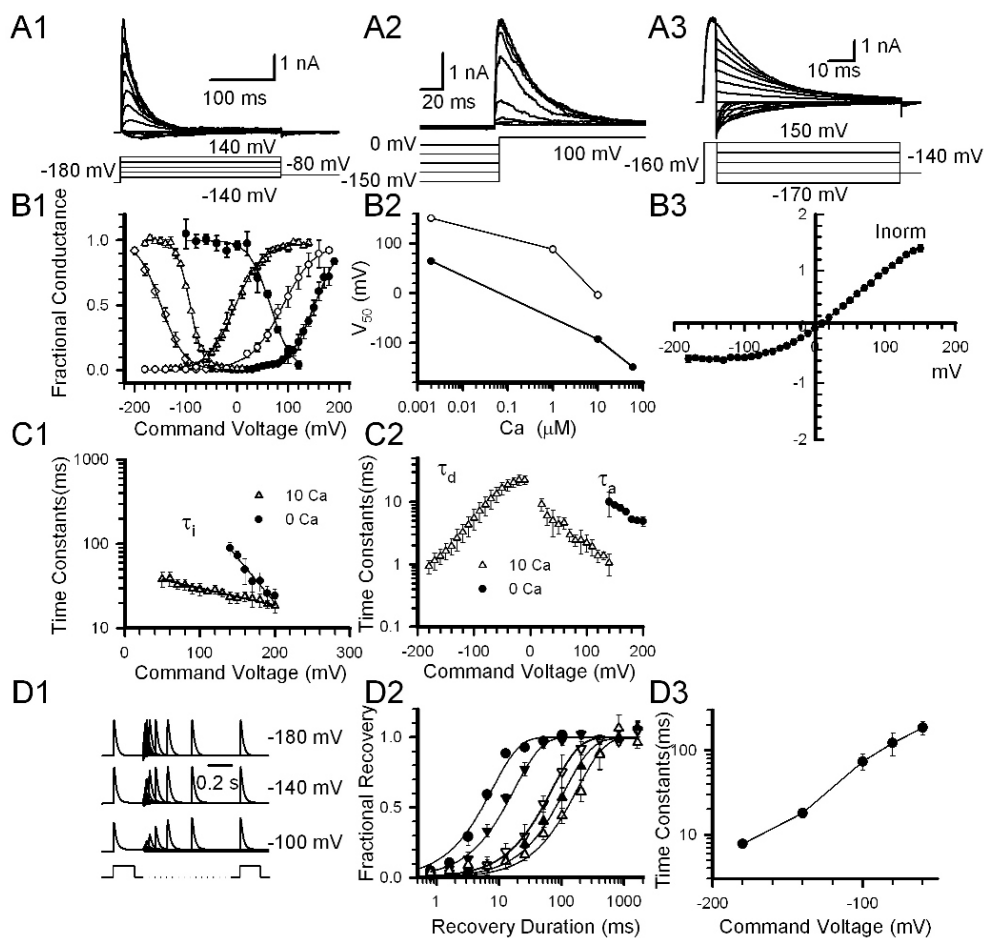 A1
1 nA
100 ms
140 mV
-180 mV
-80 mV
-140 mV
A2
1 nA
20 ms
0 mV
100 mV
-150 mV
A3
1 nA
10 ms
150 mV
-160 mV
-140 mV
-170 mV
B1
Fractional Conductance
1.0
0.5
0.0
-200 -100 0 100 200
Command Voltage (mV)
B2
V50 (mV)
100
0
-100
0.001 0.01 0.1 1 10 100
Ca (μM)
B3
Inorm
2
1
-1
-2
-200 -100 0 100 200
mV
C1
Time Constants(ms)
1000
100
10
τi
10 Ca
0 Ca
0 100 200 300
Command Voltage (mV)
C2
Time Constants(ms)
10
1
0.1
τd
τa
10 Ca
0 Ca
-200 -100 0 100 200
Command Voltage (mV)
D1
-180 mV
0.2 s
-140 mV
-100 mV
D2
Fractional Recovery
1.0
0.5
0.0
1 10 100 1000
Recovery Duration (ms)
D3
Time Constants(ms)
100
10
-200 -100
Command Voltage (mV)